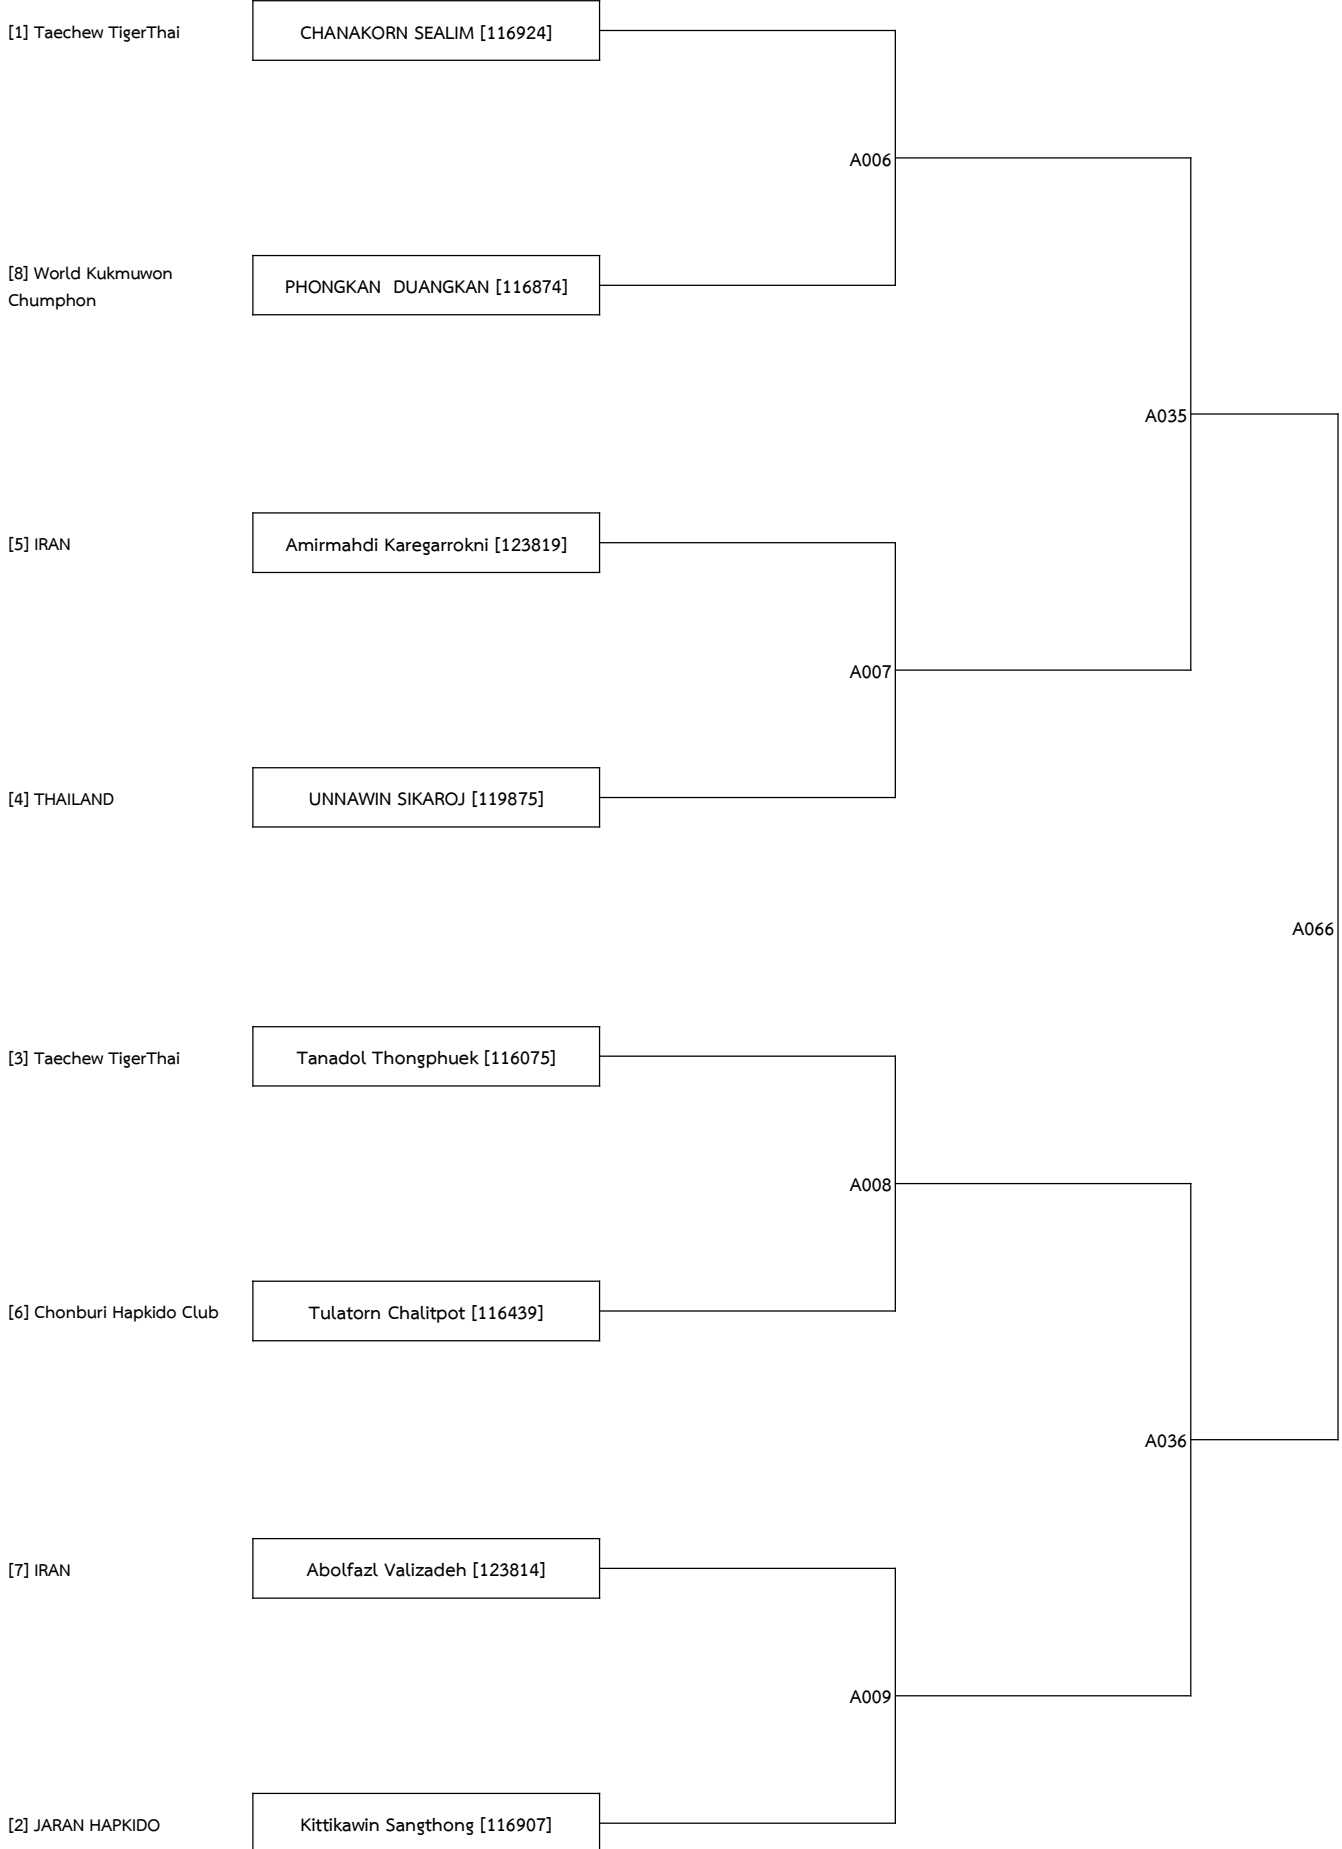 [1] Taechew TigerThai
CHANAKORN SEALIM [116924]
A006
[8] World Kukmuwon
Chumphon
PHONGKAN  DUANGKAN [116874]
A035
[5] IRAN
Amirmahdi Karegarrokni [123819]
A007
[4] THAILAND
UNNAWIN SIKAROJ [119875]
A066
[3] Taechew TigerThai
Tanadol Thongphuek [116075]
A008
[6] Chonburi Hapkido Club
Tulatorn Chalitpot [116439]
A036
[7] IRAN
Abolfazl Valizadeh [123814]
A009
[2] JARAN HAPKIDO
Kittikawin Sangthong [116907]